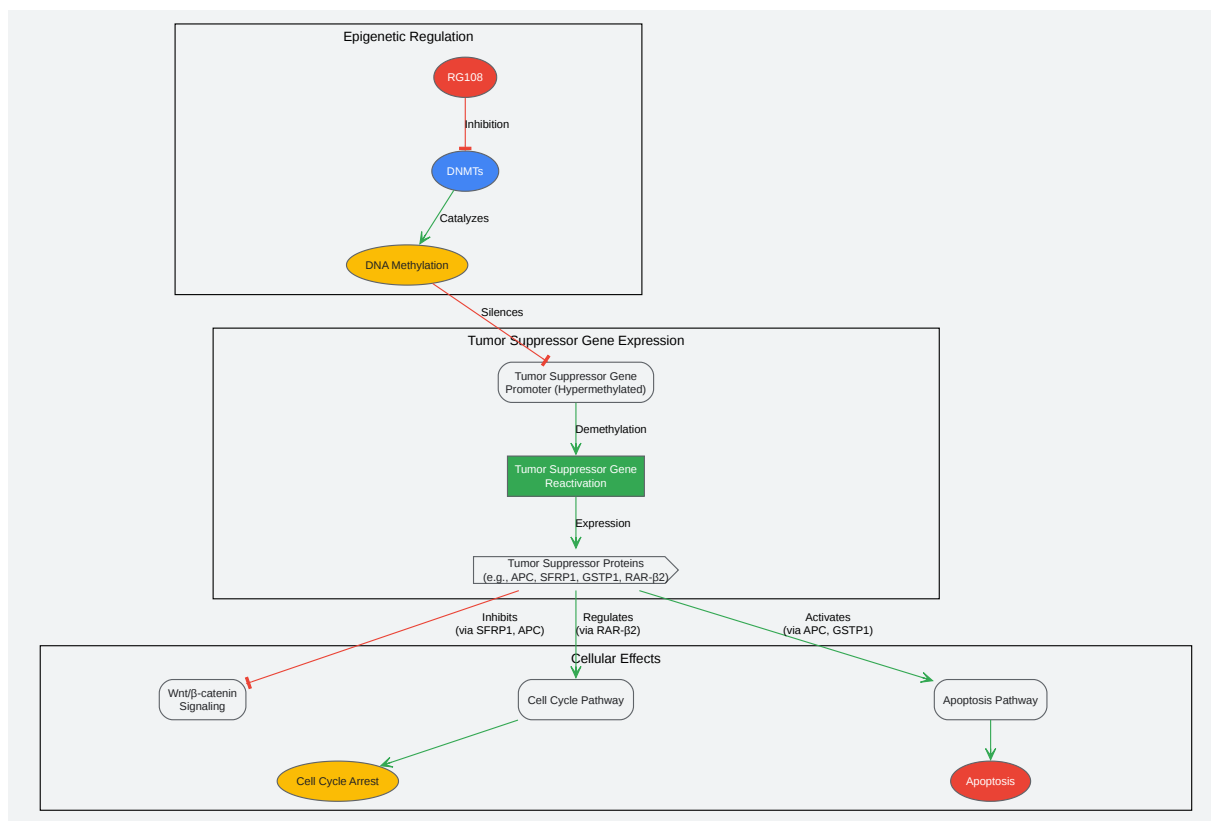 Epigenetic Regulation
RG108
Inhibition
DNMTs
Catalyzes
DNA Methylation
Silences
Tumor Suppressor Gene Expression
Tumor Suppressor Gene
Promoter (Hypermethylated)
Demethylation
Tumor Suppressor Gene
Reactivation
Expression
Tumor Suppressor Proteins
(e.g., APC, SFRP1, GSTP1, RAR-β2)
Inhibits
(via SFRP1, APC)
Regulates
(via RAR-β2)
Activates
(via APC, GSTP1)
Cellular Effects
Wnt/β-catenin
Signaling
Cell Cycle Pathway
Apoptosis Pathway
Cell Cycle Arrest
Apoptosis